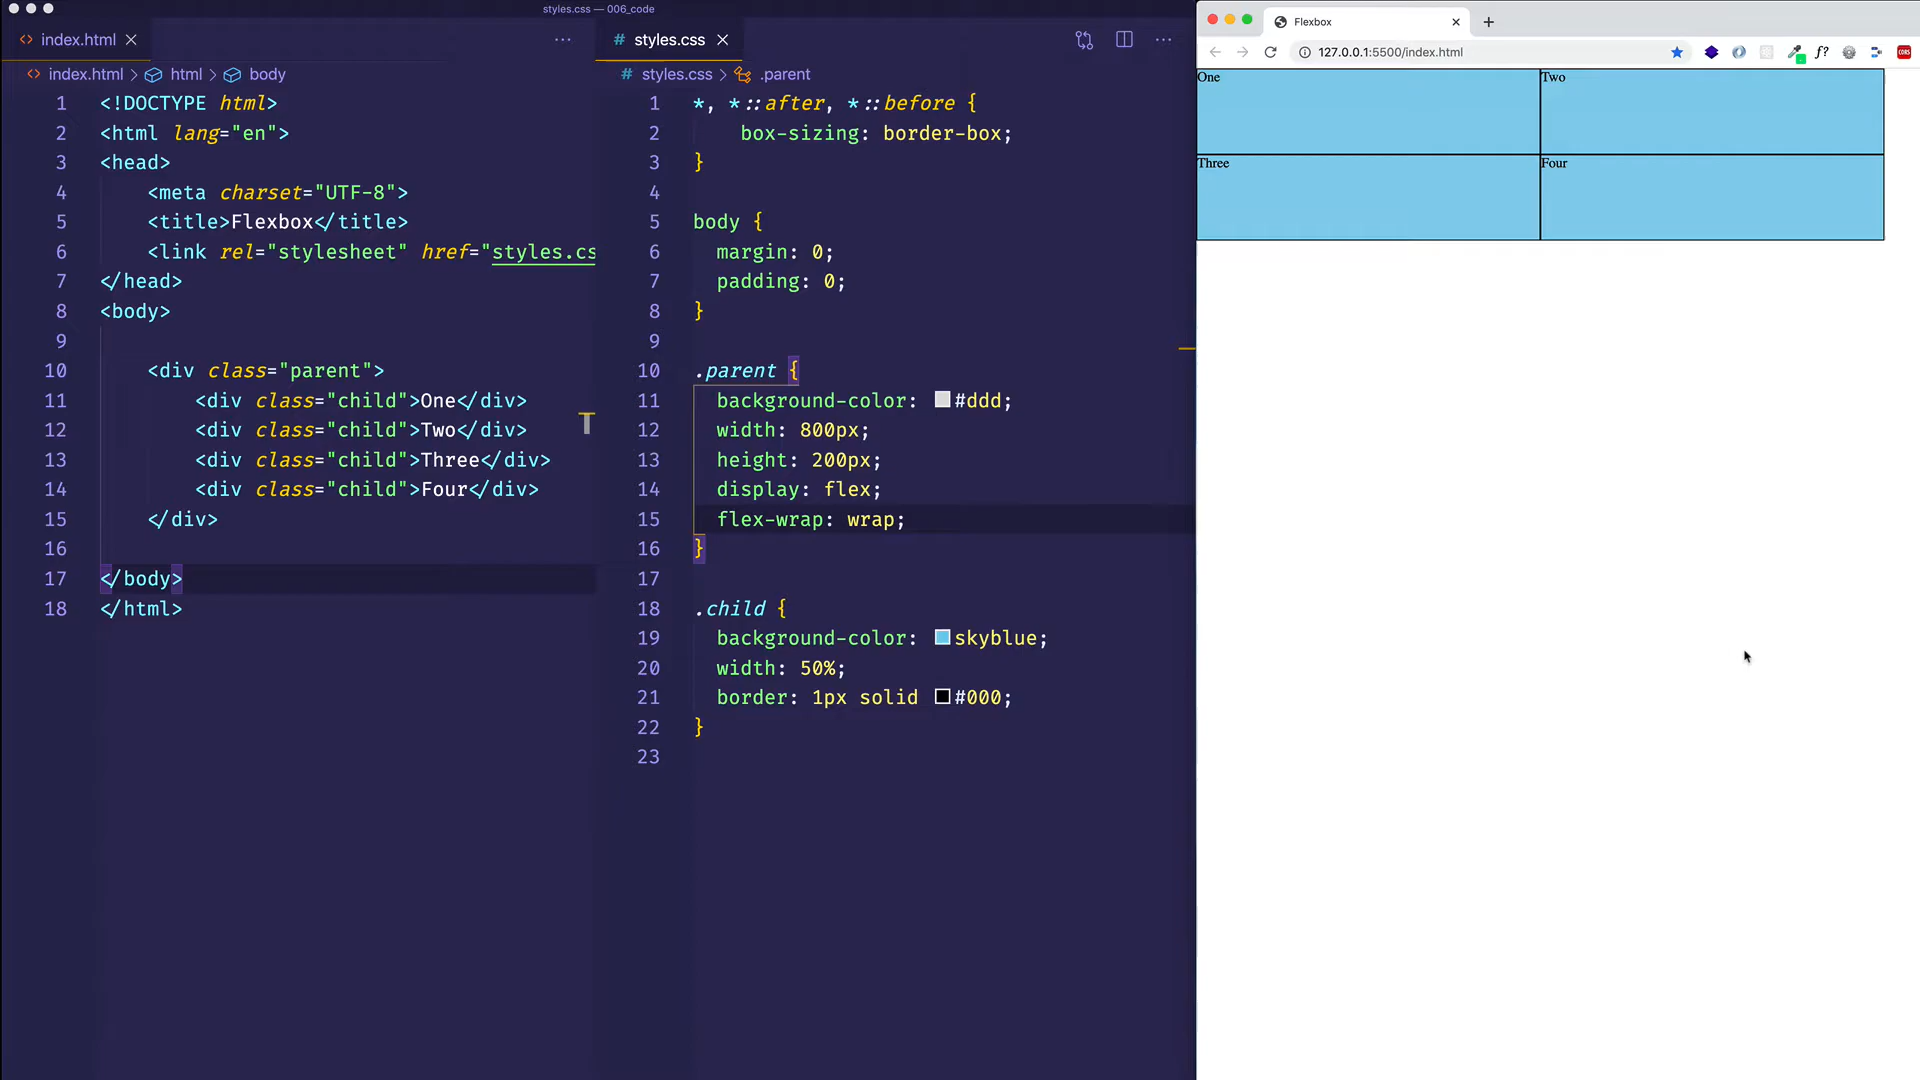 styles.css — 006_code
index.html
index.html > html > body
1 <!DOCTYPE html>
2 <html lang="en">
3 <head>
4 <meta charset="UTF-8">
5 <title>Flexbox</title>
6 <link rel="stylesheet" href="styles.cs
7 </head>
8 <body>
9
10 <div class="parent">
11 <div class="child">One</div>
12 <div class="child">Two</div>
13 <div class="child">Three</div>
14 <div class="child">Four</div>
15 </div>
16
17 </body>
18 </html>
# styles.css
# styles.css > .parent
1 *, *::after, *::before {
2 box-sizing: border-box;
3 }
4
5 body {
6 margin: 0;
7 padding: 0;
8 }
9
10 .parent {
11 background-color: #ddd;
12 width: 800px;
13 height: 200px;
14 display: flex;
15 flex-wrap: wrap;
16 }
17
18 .child {
19 background-color: skyblue;
20 width: 50%;
21 border: 1px solid #000;
22 }
23
Flexbox
127.0.0.1:5500/index.html
f?
CORS
One
Two
Three
Four